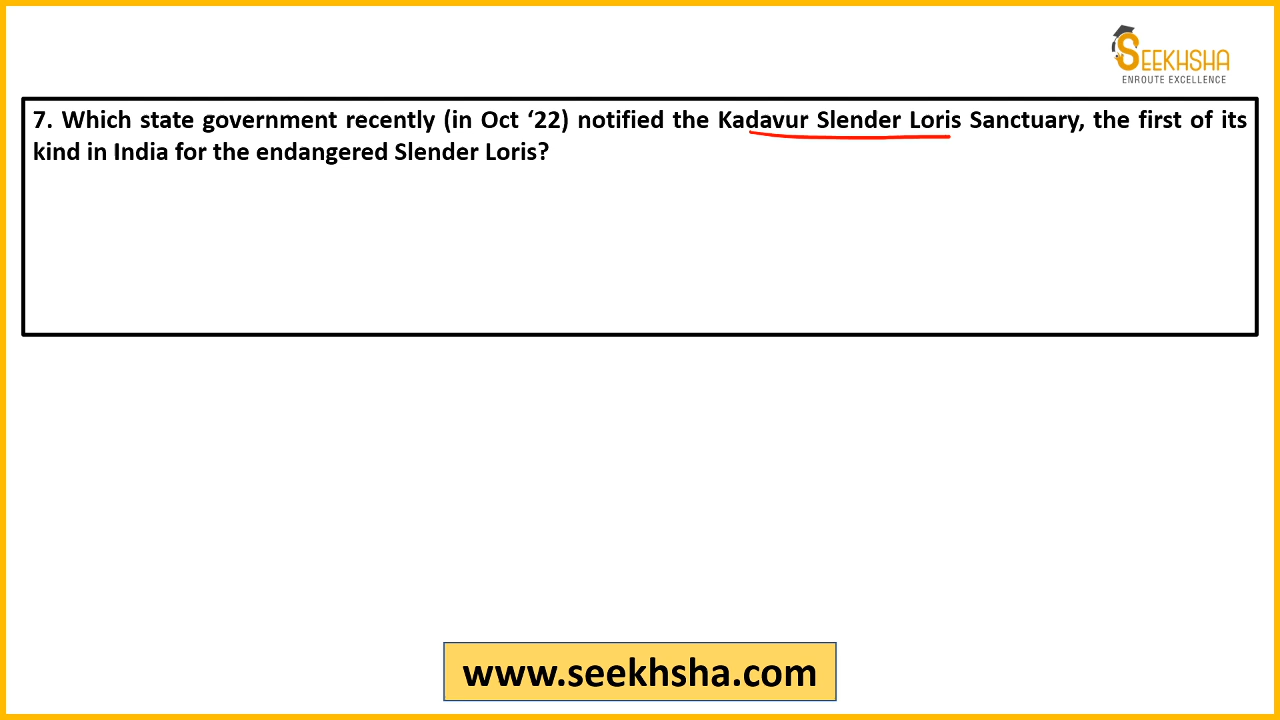 SEEKHSHA
ENROUTE EXCELLENCE
7. Which state government recently (in Oct ‘22) notified the Kadavur Slender Loris Sanctuary, the first of its
kind in India for the endangered Slender Loris?
www.seekhsha.com